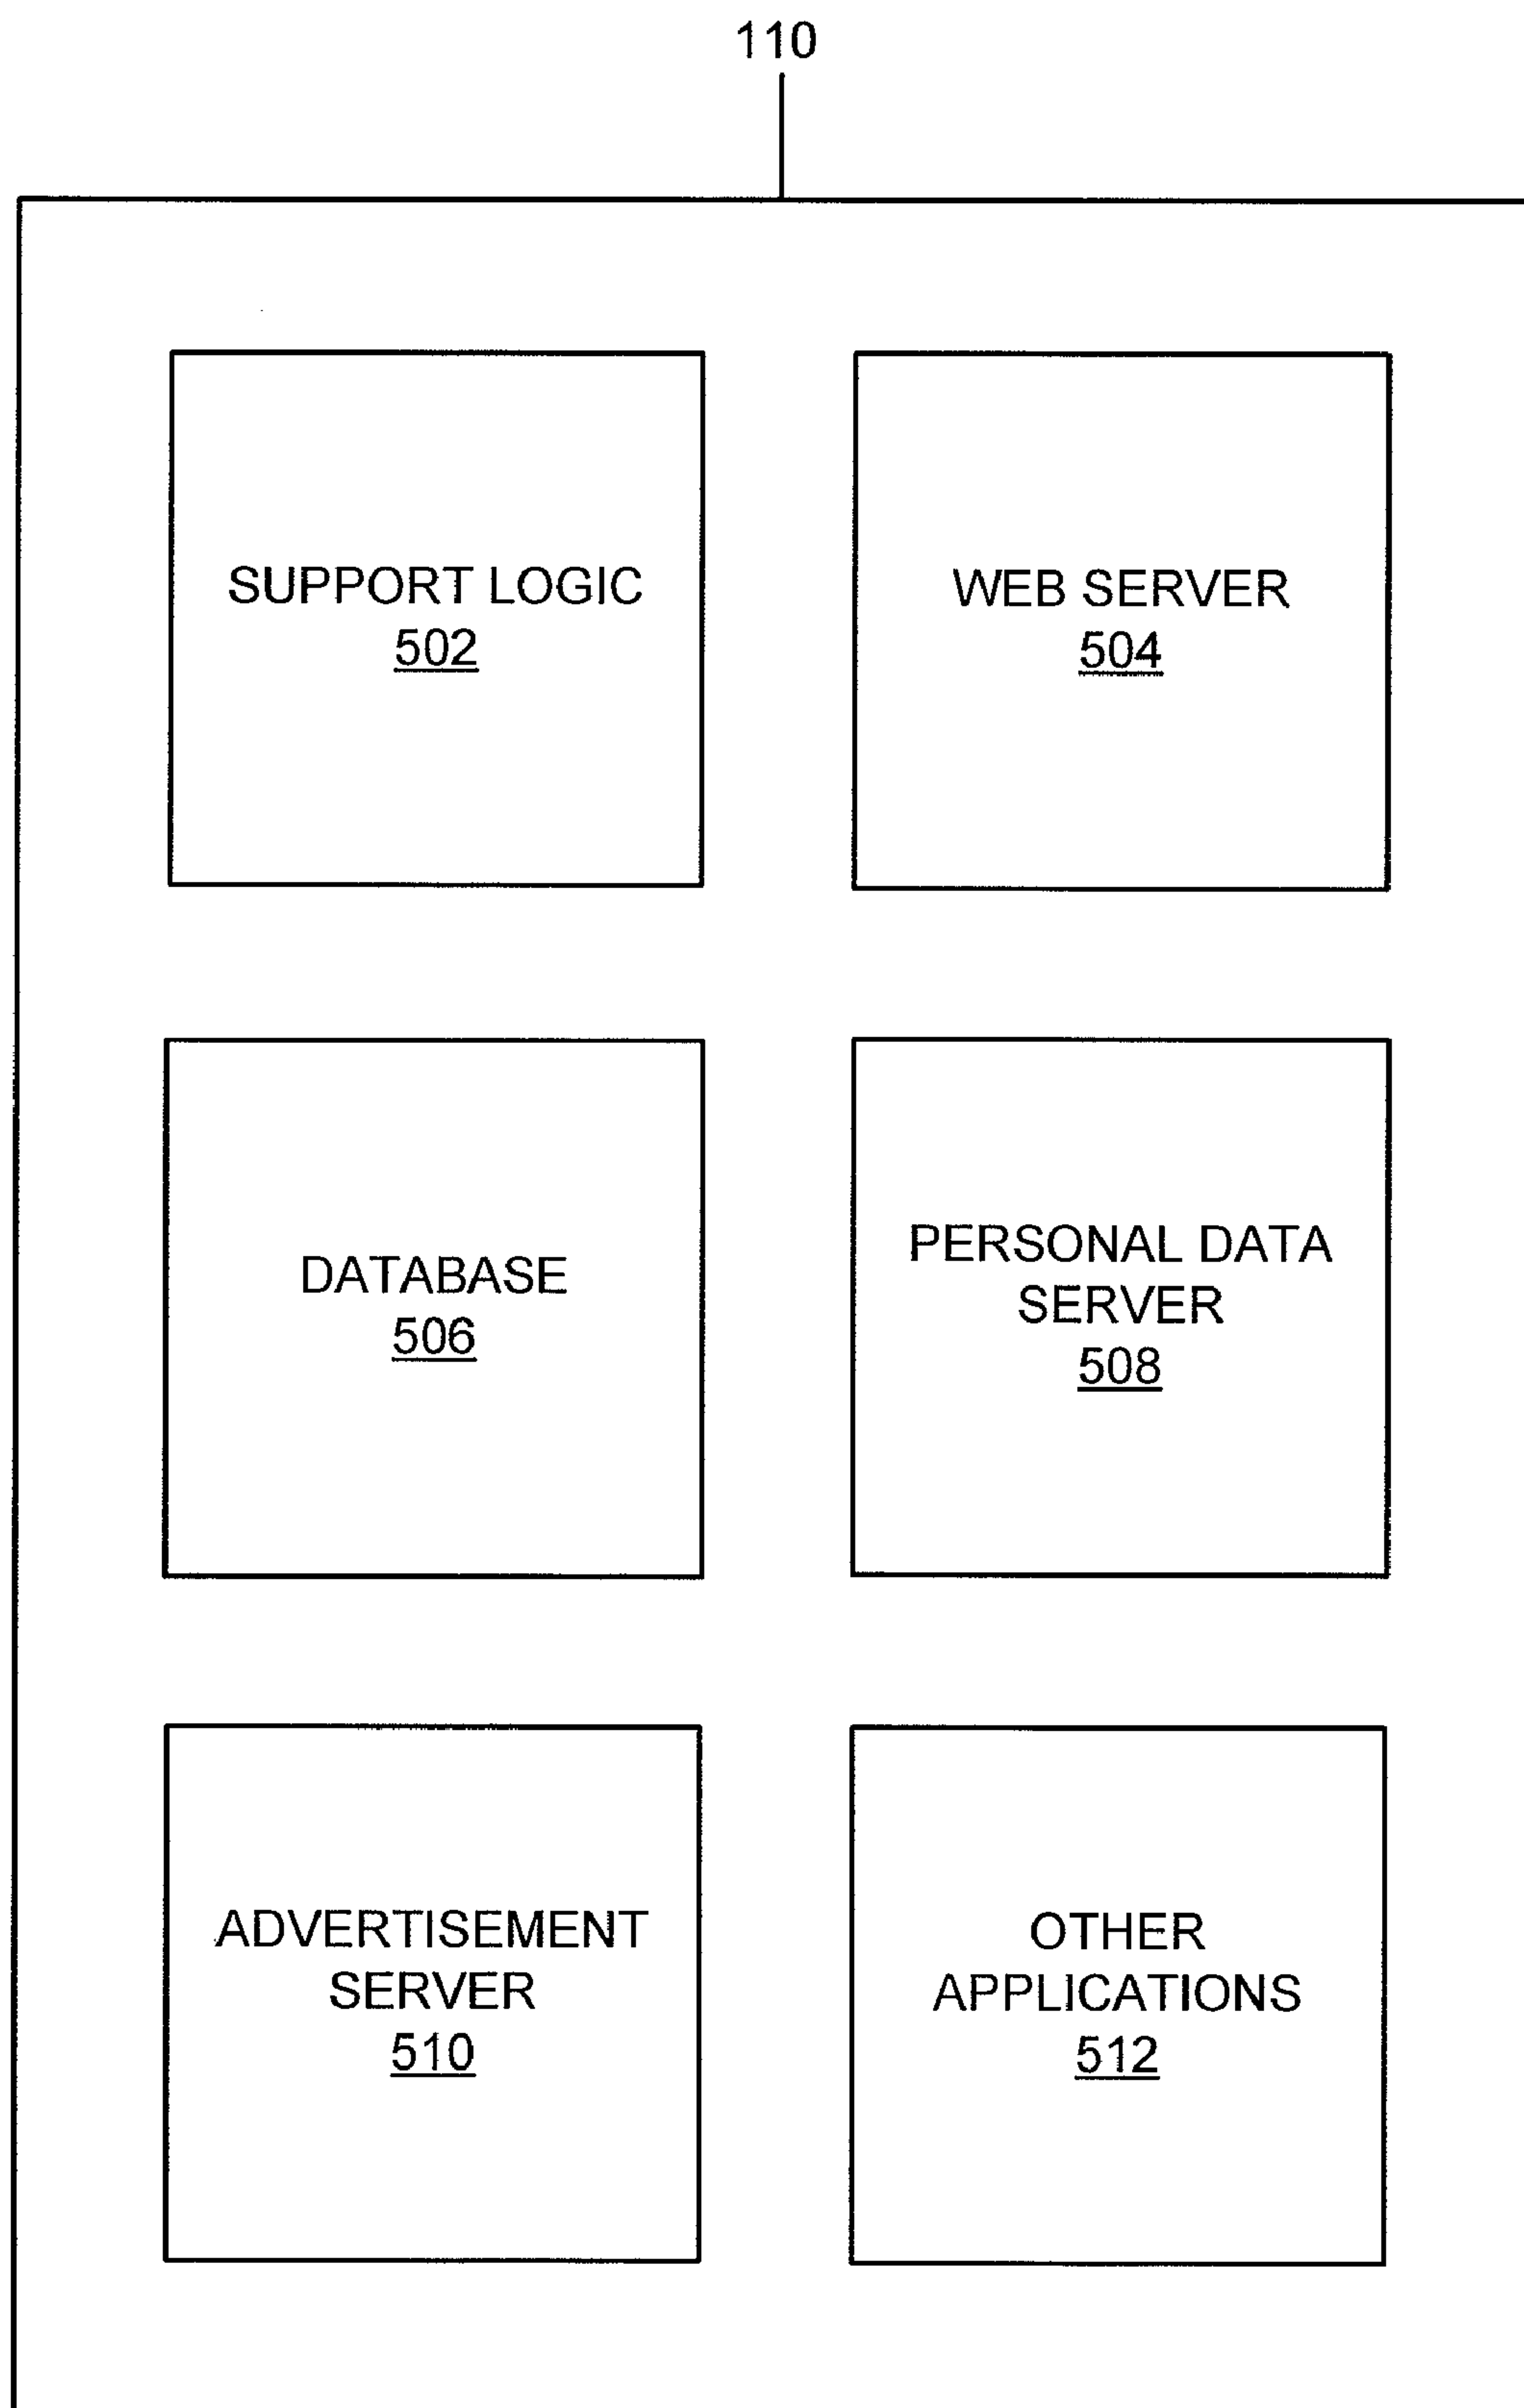 110
SUPPORT LOGIC
502
WEB SERVER
504
DATABASE
506
PERSONAL DATA
SERVER
508
ADVERTISEMENT
SERVER
510
OTHER
APPLICATIONS
512